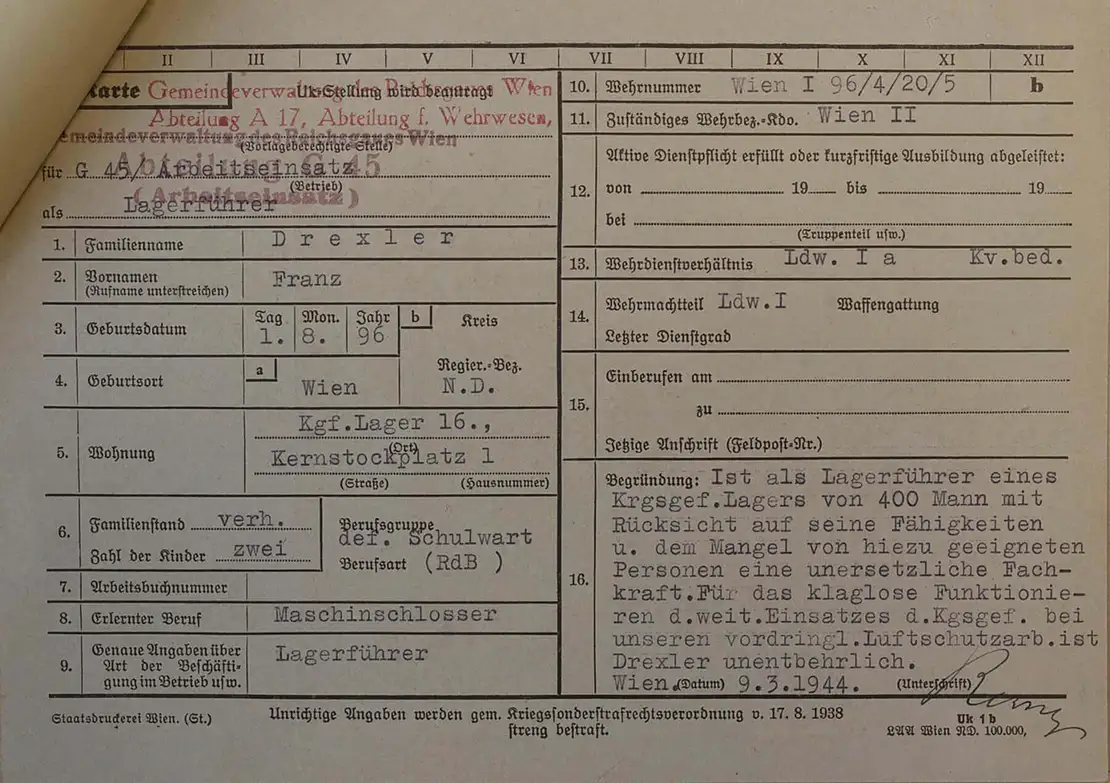 II III IV V VI VII VIII IX X XI XII
Karte Uk-Stellung wird beantragt
Gemeindeverwaltung des Reichsgaues Wien
Abteilung A 17, Abteilung f. Wehrwesen,
Gemeindeverwaltung des Reichsgaues Wien
(Vorlageberechtigte Stelle)
Abteilung G 45
für G 45/ Arbeitseinsatz
(Betrieb)
(Arbeitseinsatz)
als Lagerführer
1. Familienname Drexler
2. Vornamen Franz
(Rufname unterstreichen)
3. Geburtsdatum Tag Mon. Jahr b Kreis
1. 8. 96
4. Geburtsort a Wien Regier.-Bez.
N.D.
5. Wohnung Kgf.Lager 16.,
(Ort)
Kernstockplatz 1
(Straße) (Hausnummer)
6. Familienstand verh. Berufsgruppe
def. Schulwart
Zahl der Kinder zwei Berufsart (RdB )
7. Arbeitsbuchnummer
8. Erlernter Beruf Maschinschlosser
9. Genaue Angaben über
Art der Beschäfti-
gung im Betrieb usw.
Lagerführer
10. Wehrnummer Wien I 96/4/20/5 b
11. Zuständiges Wehrbez.-Kdo. Wien II
12. Aktive Dienstpflicht erfüllt oder kurzfristige Ausbildung abgeleistet:
von 19 bis 19
bei
(Truppenteil usw.)
13. Wehrdienstverhältnis Ldw. I a Kv.bed.
14. Wehrmachtteil Ldw.I Waffengattung
Letzter Dienstgrad
15. Einberufen am
zu
Jetzige Anschrift (Feldpost-Nr.)
16. Begründung: Ist als Lagerführer eines
Krgsgef.Lagers von 400 Mann mit
Rücksicht auf seine Fähigkeiten
u. dem Mangel von hiezu geeigneten
Personen eine unersetzliche Fach-
kraft.Für das klaglose Funktionie-
ren d.weit.Einsatzes d.Kgsgef. bei
unseren vordringl.Luftschutzarb.ist
Drexler unentbehrlich.
Wien (Datum) 9.3.1944. (Unterschrift)
Staatsdruckerei Wien. (St.)
Unrichtige Angaben werden gem. Kriegssonderstrafrechtsverordnung v. 17. 8. 1938
streng bestraft.
Uk 1 b
LAA Wien ND. 100.000,